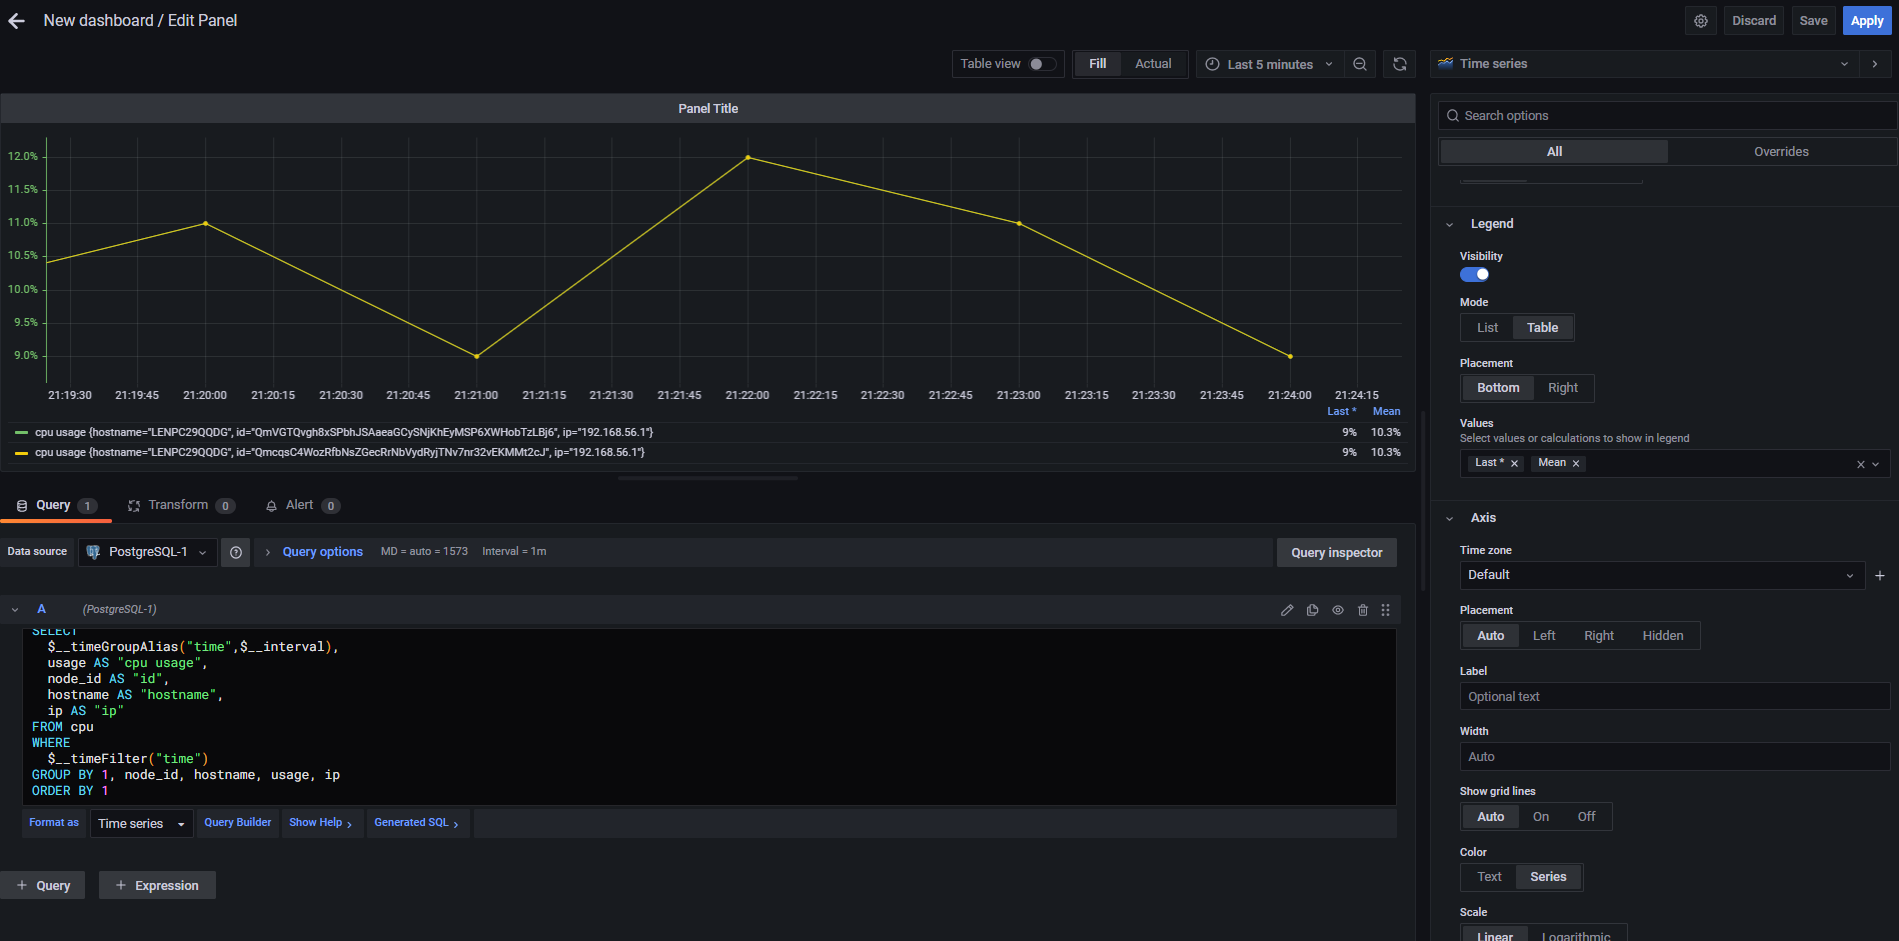 New dashboard / Edit Panel
Discard
Save
Apply
Table view
Fill
Actual
Last 5 minutes
Time series
Panel Title
12.0%
11.5%
11.0%
10.5%
10.0%
9.5%
9.0%
21:19:30 21:19:45 21:20:00 21:20:15 21:20:30 21:20:45 21:21:00 21:21:15 21:21:30 21:21:45 21:22:00 21:22:15 21:22:30 21:22:45 21:23:00 21:23:15 21:23:30 21:23:45 21:24:00 21:24:15
Last * Mean
cpu usage {hostname="LENPC29QQDG", id="QmVGTQvgh8xSPbhJSAaeaGCySNjKhEyMSP6XWHobTzLBj6", ip="192.168.56.1"} 9% 10.3%
cpu usage {hostname="LENPC29QQDG", id="QmcqsC4WozRfbNsZGecRrNbVydRyjTNv7nr32vEKMMt2cJ", ip="192.168.56.1"} 9% 10.3%
Query 1
Transform 0
Alert 0
Data source
PostgreSQL-1
Query options
MD = auto = 1573
Interval = 1m
Query inspector
A (PostgreSQL-1)
SELECT
$__timeGroupAlias("time",$__interval),
usage AS "cpu usage",
node_id AS "id",
hostname AS "hostname",
ip AS "ip"
FROM cpu
WHERE
$__timeFilter("time")
GROUP BY 1, node_id, hostname, usage, ip
ORDER BY 1
Format as
Time series
Query Builder
Show Help
Generated SQL
+ Query
+ Expression
Search options
All
Overrides
Legend
Visibility
Mode
List
Table
Placement
Bottom
Right
Values
Select values or calculations to show in legend
Last *
Mean
Axis
Time zone
Default
Placement
Auto
Left
Right
Hidden
Label
Optional text
Width
Auto
Show grid lines
Auto
On
Off
Color
Text
Series
Scale
Linear
Logarithmic